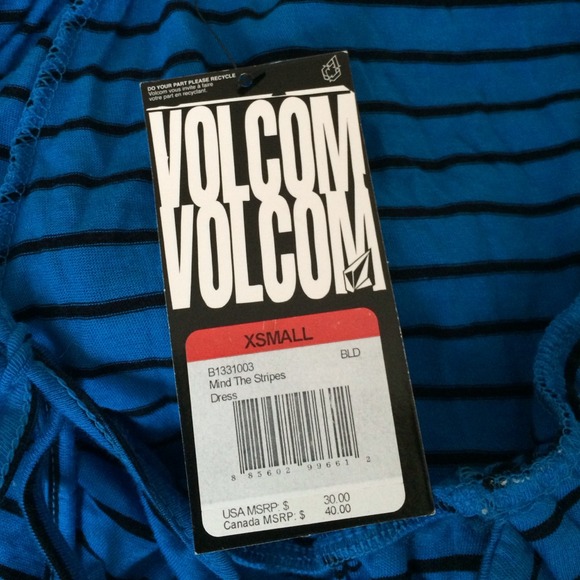 DO YOUR PART PLEASE RECYCLE
Volcom vous invite à faire
votre part en recyclant.
VOLCOM
VOLCOM
XSMALL
B1331003 BLD
Mind The Stripes
Dress
8 85602 99661 2
USA MSRP $ 30.00
Canada MSRP: $ 40.00